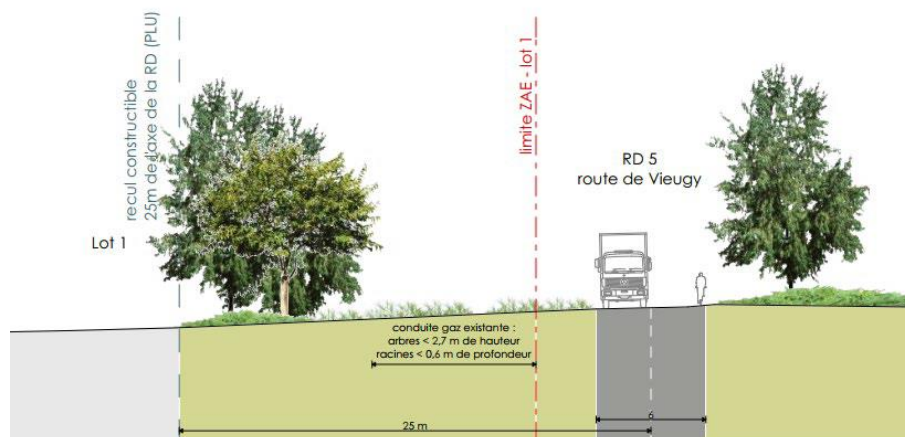 recul constructible
25m de l'axe de la RD (PLU)
limite ZAE - lot 1
RD 5
route de Vieugy
Lot 1
conduite gaz existante :
arbres < 2,7 m de hauteur
racines < 0,6 m de profondeur
25 m
6